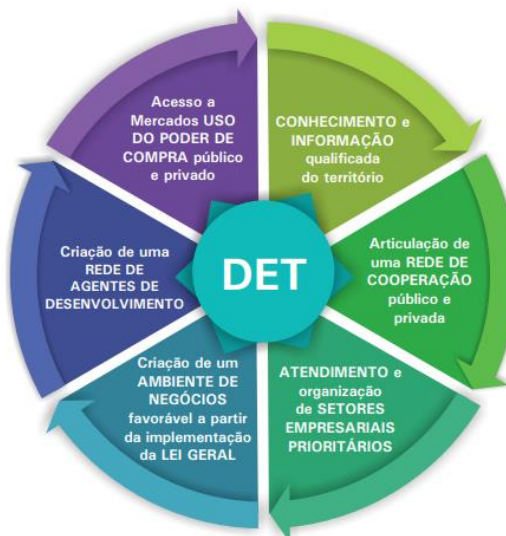 Acesso a
Mercados USO
DO PODER DE
COMPRA público
e privado
CONHECIMENTO e
INFORMAÇÃO
qualificada
do território
Articulação de
uma REDE DE
COOPERAÇÃO
público e
privada
ATENDIMENTO e
organização
de SETORES
EMPRESARIAIS
PRIORITÁRIOS
Criação de um
AMBIENTE DE
NEGÓCIOS
favorável a partir
da implementação
da LEI GERAL
Criação de uma
REDE DE
AGENTES DE
DESENVOLVIMENTO
DET